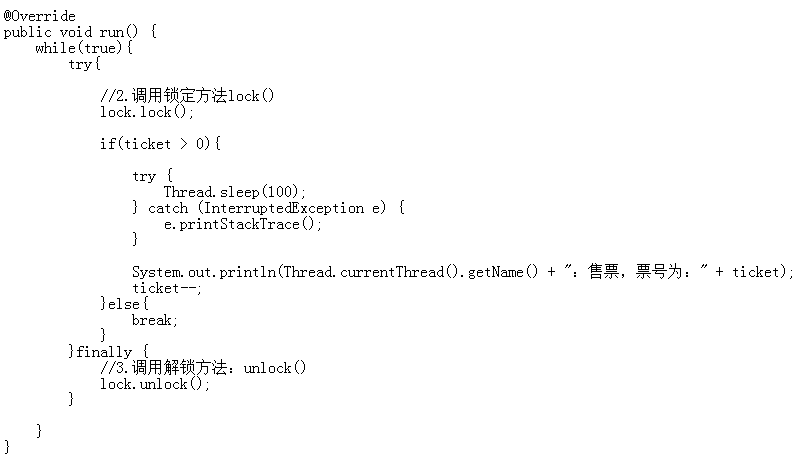 @Override
public void run() {
    while(true){
        try{

            //2.调用锁定方法lock()
            lock.lock();

            if(ticket > 0){

                try {
                    Thread.sleep(100);
                } catch (InterruptedException e) {
                    e.printStackTrace();
                }

                System.out.println(Thread.currentThread().getName() + ": 售票，票号为：" + ticket);
                ticket--;
            }else{
                break;
            }
        }finally {
            //3.调用解锁方法：unlock()
            lock.unlock();
        }

    }
}